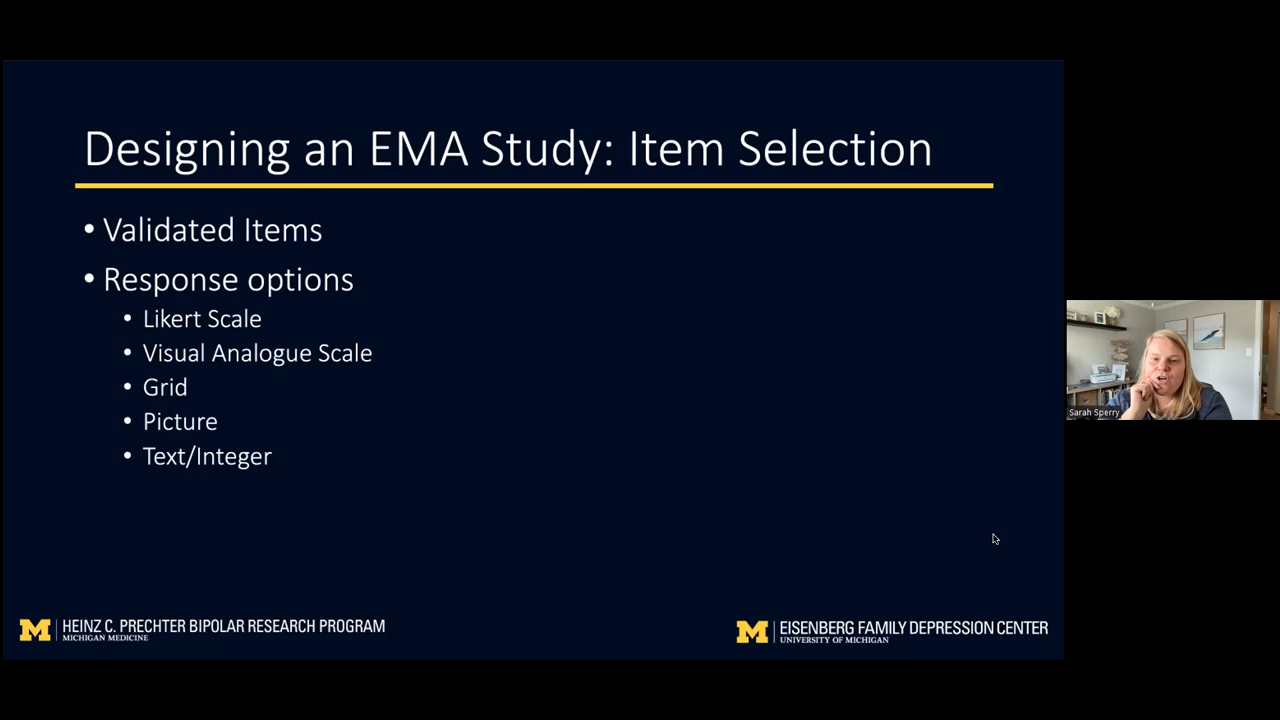 Designing an EMA Study: Item Selection
• Validated Items
• Response options
• Likert Scale
• Visual Analogue Scale
• Grid
• Picture
• Text/Integer
M | HEINZ C. PRECHTER BIPOLAR RESEARCH PROGRAM
MICHIGAN MEDICINE
M | EISENBERG FAMILY DEPRESSION CENTER
UNIVERSITY OF MICHIGAN
Sarah Sperry